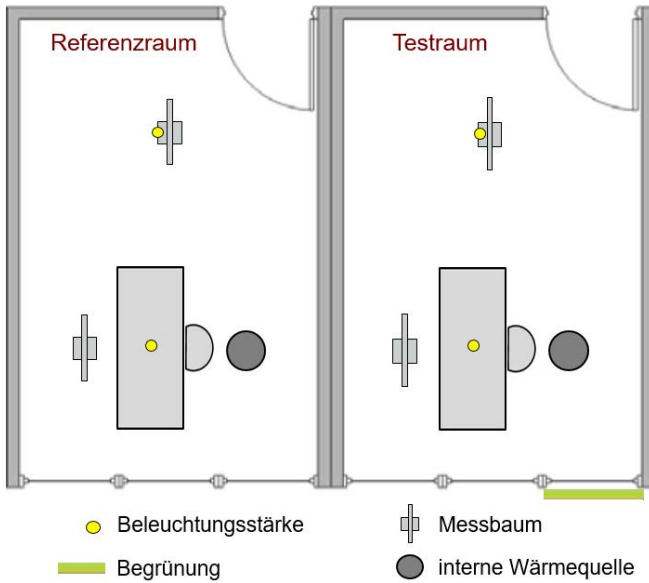 Referenzraum
Testraum
Beleuchtungsstärke
Messbaum
Begrünung
interne Wärmequelle